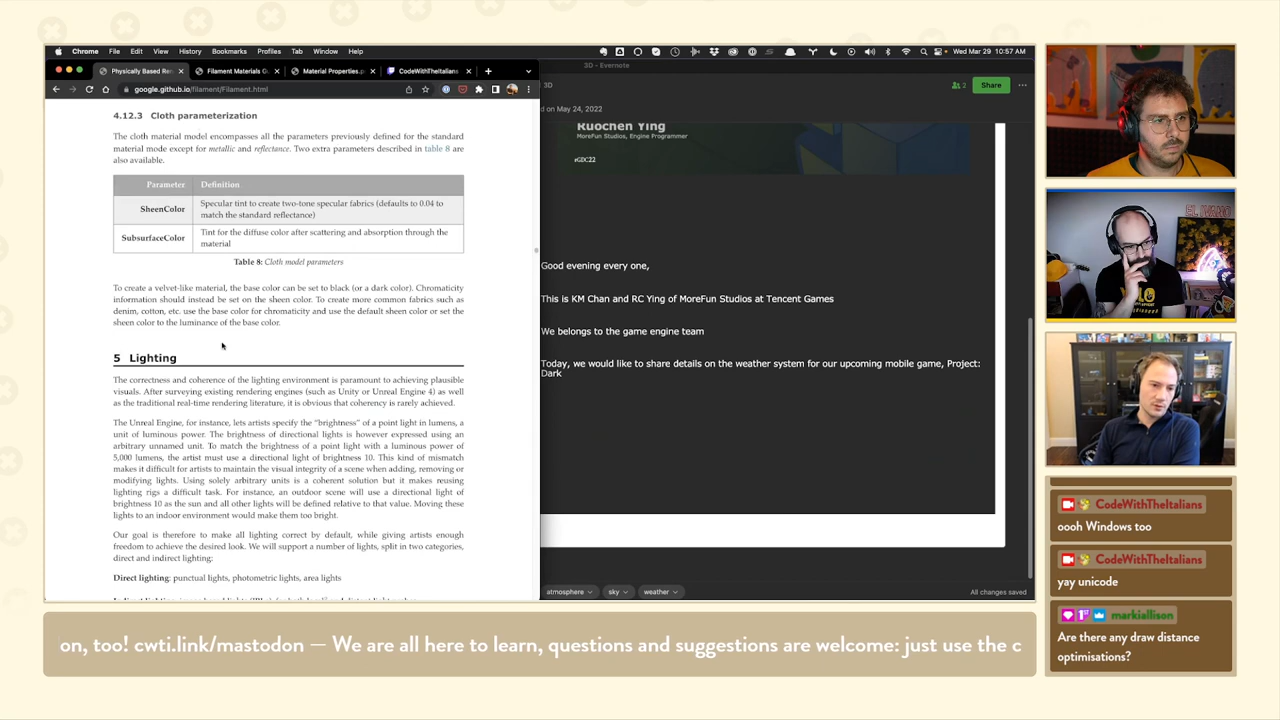 Chrome File Edit View History Bookmarks Profiles Tab Window Help
Wed Mar 29 10:57 AM
Physically Based Re
Filament Materials G
Material Properties.p
CodeWithTheItalians
google.github.io/filament/Filament.html
4.12.3 Cloth parameterization
The cloth material model encompasses all the parameters previously defined for the standard
material mode except for metallic and reflectance. Two extra parameters described in table 8 are
also available.
Parameter Definition
SheenColor Specular tint to create two-tone specular fabrics (defaults to 0.04 to
match the standard reflectance)
SubsurfaceColor Tint for the diffuse color after scattering and absorption through the
material
Table 8: Cloth model parameters
To create a velvet-like material, the base color can be set to black (or a dark color). Chromaticity
information should instead be set on the sheen color. To create more common fabrics such as
denim, cotton, etc. use the base color for chromaticity and use the default sheen color or set the
sheen color to the luminance of the base color.
5 Lighting
The correctness and coherence of the lighting environment is paramount to achieving plausible
visuals. After surveying existing rendering engines (such as Unity or Unreal Engine 4) as well
as the traditional real-time rendering literature, it is obvious that coherency is rarely achieved.
The Unreal Engine, for instance, lets artists specify the "brightness" of a point light in lumens, a
unit of luminous power. The brightness of directional lights is however expressed using an
arbitrary unnamed unit. To match the brightness of a point light with a luminous power of
5,000 lumens, the artist must use a directional light of brightness 10. This kind of mismatch
makes it difficult for artists to maintain the visual integrity of a scene when adding, removing or
modifying lights. Using solely arbitrary units is a coherent solution but it makes reusing
lighting rigs a difficult task. For instance, an outdoor scene will use a directional light of
brightness 10 as the sun and all other lights will be defined relative to that value. Moving these
lights to an indoor environment would make them too bright.
Our goal is therefore to make all lighting correct by default, while giving artists enough
freedom to achieve the desired look. We will support a number of lights, split in two categories,
direct and indirect lighting:
Direct lighting: punctual lights, photometric lights, area lights
3D - Evernote
3D
2
Share
on May 24, 2022
Ruochen Ying
MoreFun Studios, Engine Programmer
#GDC22
Good evening every one,
This is KM Chan and RC Ying of MoreFun Studios at Tencent Games
We belongs to the game engine team
Today, we would like to share details on the weather system for our upcoming mobile game, Project:
Dark
atmosphere sky weather
All changes saved
EL IVANO
YOLO
CodeWithTheItalians
oooh Windows too
CodeWithTheItalians
yay unicode
markiallison
Are there any draw distance
optimisations?
on, too! cwti.link/mastodon — We are all here to learn, questions and suggestions are welcome: just use the c